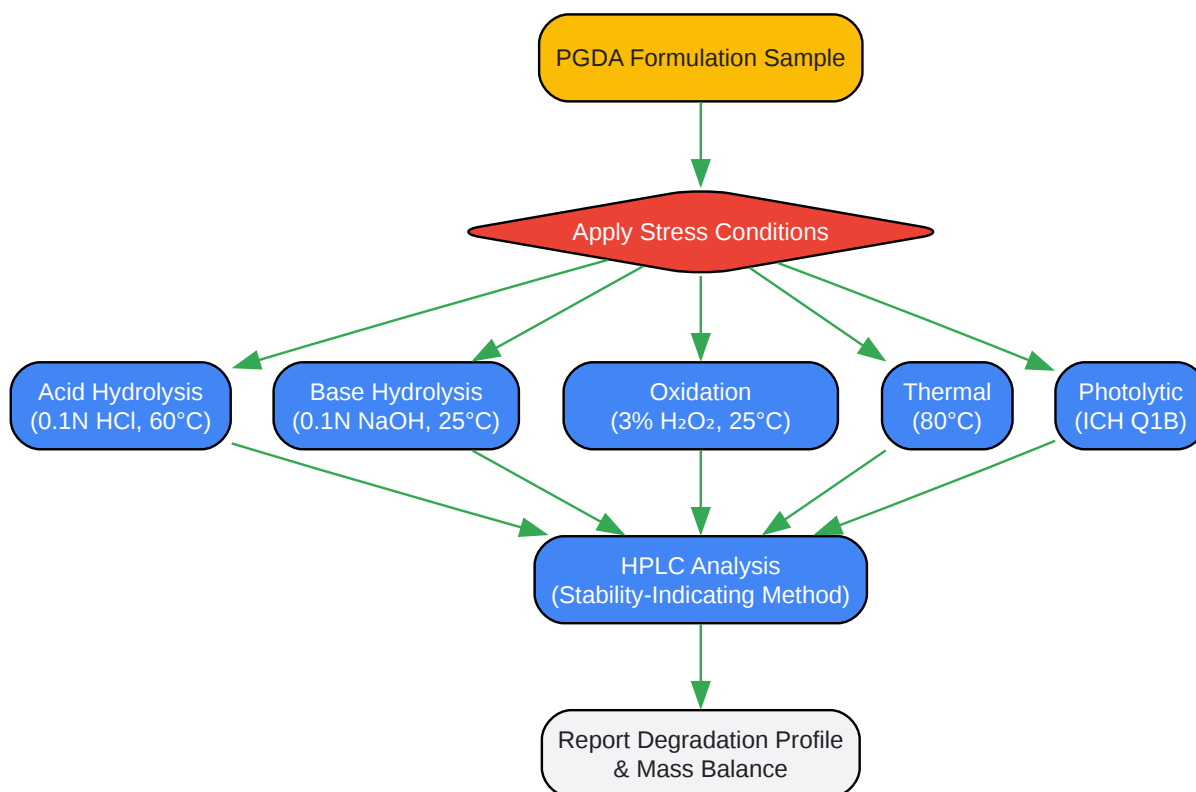 PGDA Formulation Sample
Apply Stress Conditions
Acid Hydrolysis
(0.1N HCl, 60°C)
Base Hydrolysis
(0.1N NaOH, 25°C)
Oxidation
(3% H₂O₂, 25°C)
Thermal
(80°C)
Photolytic
(ICH Q1B)
HPLC Analysis
(Stability-Indicating Method)
Report Degradation Profile
& Mass Balance